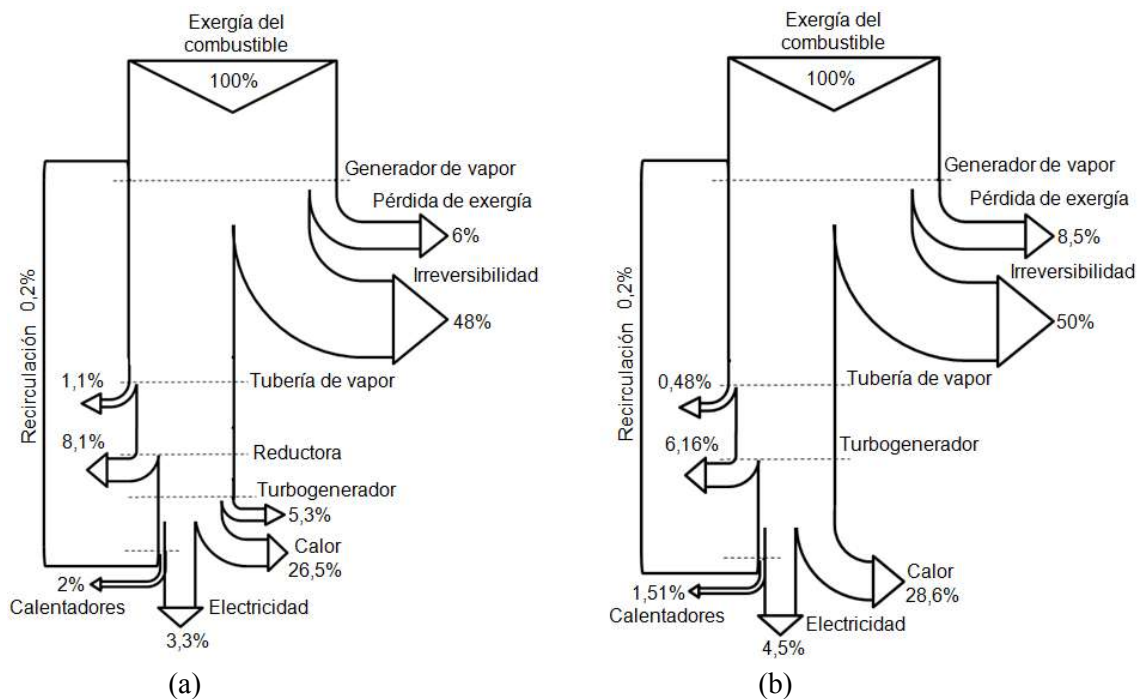 Exergía del
combustible
100%
Generador de vapor
Pérdida de exergía
6%
Irreversibilidad
48%
Recirculación 0,2%
1,1%
Tubería de vapor
8,1%
Reductora
Turbogenerador
5,3%
Calor
26,5%
2%
Calentadores
Electricidad
3,3%
(a)
Exergía del
combustible
100%
Generador de vapor
Pérdida de exergía
8,5%
Irreversibilidad
50%
Recirculación 0,2%
0,48%
Tubería de vapor
6,16%
Turbogenerador
Calor
28,6%
1,51%
Calentadores
Electricidad
4,5%
(b)